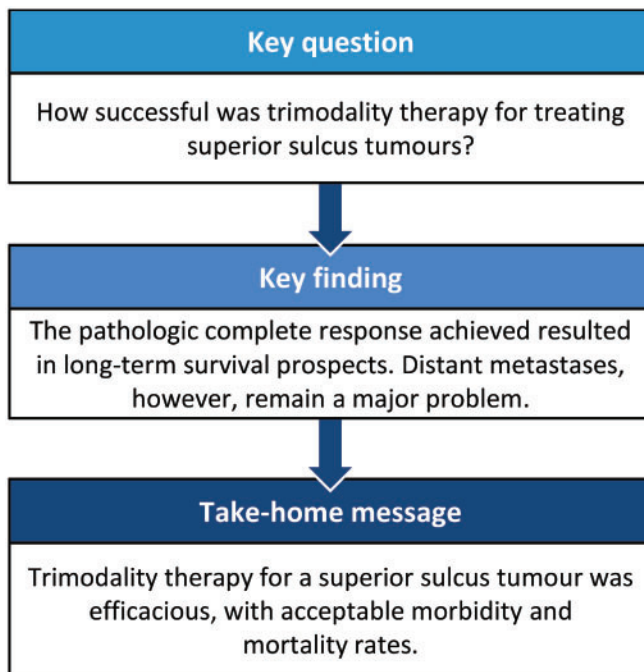 Key question
How successful was trimodality therapy for treating
superior sulcus tumours?
Key finding
The pathologic complete response achieved resulted
in long-term survival prospects. Distant metastases,
however, remain a major problem.
Take-home message
Trimodality therapy for a superior sulcus tumour was
efficacious, with acceptable morbidity and
mortality rates.